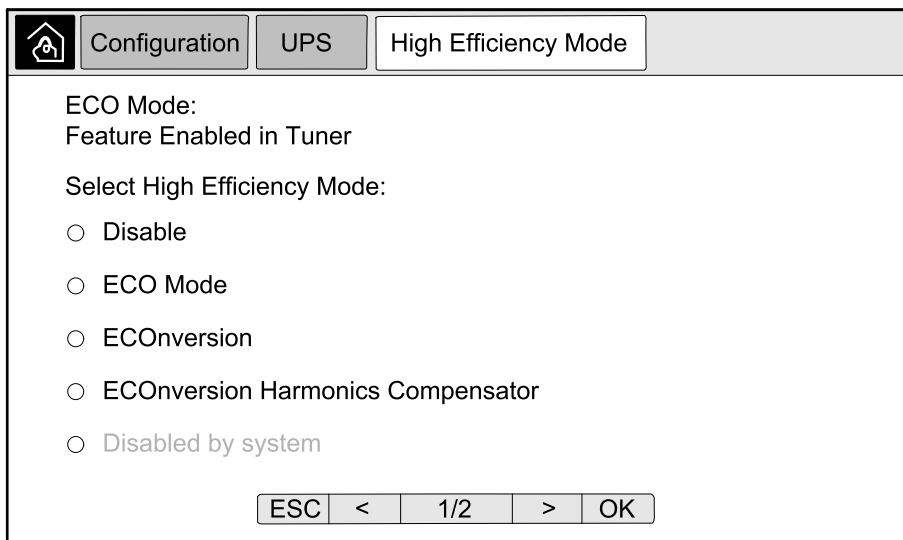 Configuration UPS High Efficiency Mode
ECO Mode:
Feature Enabled in Tuner
Select High Efficiency Mode:
Disable
ECO Mode
ECOnversion
ECOnversion Harmonics Compensator
Disabled by system
ESC < 1/2 > OK